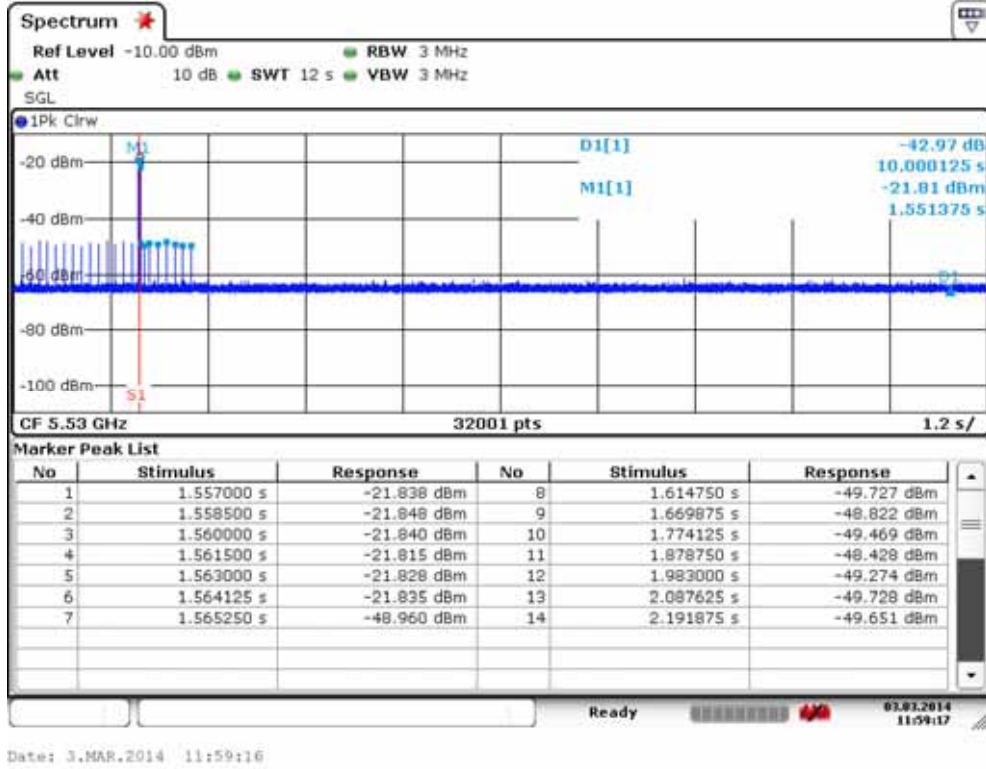 Spectrum
Ref Level -10.00 dBm RBW 3 MHz
Att 10 dB SWT 12 s VBW 3 MHz
SGL
1Pk Clrw
M1 D1[1] -42.97 dB
-20 dBm 10.000125 s
M1[1] -21.81 dBm
-40 dBm 1.551375 s
-60 dBm D1
-80 dBm
-100 dBm S1
CF 5.53 GHz 32001 pts 1.2 s/
Marker Peak List
No Stimulus Response No Stimulus Response
1 1.557000 s -21.838 dBm 8 1.614750 s -49.727 dBm
2 1.558500 s -21.848 dBm 9 1.669875 s -48.822 dBm
3 1.560000 s -21.840 dBm 10 1.774125 s -49.469 dBm
4 1.561500 s -21.815 dBm 11 1.878750 s -48.428 dBm
5 1.563000 s -21.828 dBm 12 1.983000 s -49.274 dBm
6 1.564125 s -21.835 dBm 13 2.087625 s -49.728 dBm
7 1.565250 s -48.960 dBm 14 2.191875 s -49.651 dBm
Ready 03.03.2014
11:59:17
Date: 3.MAR.2014 11:59:16